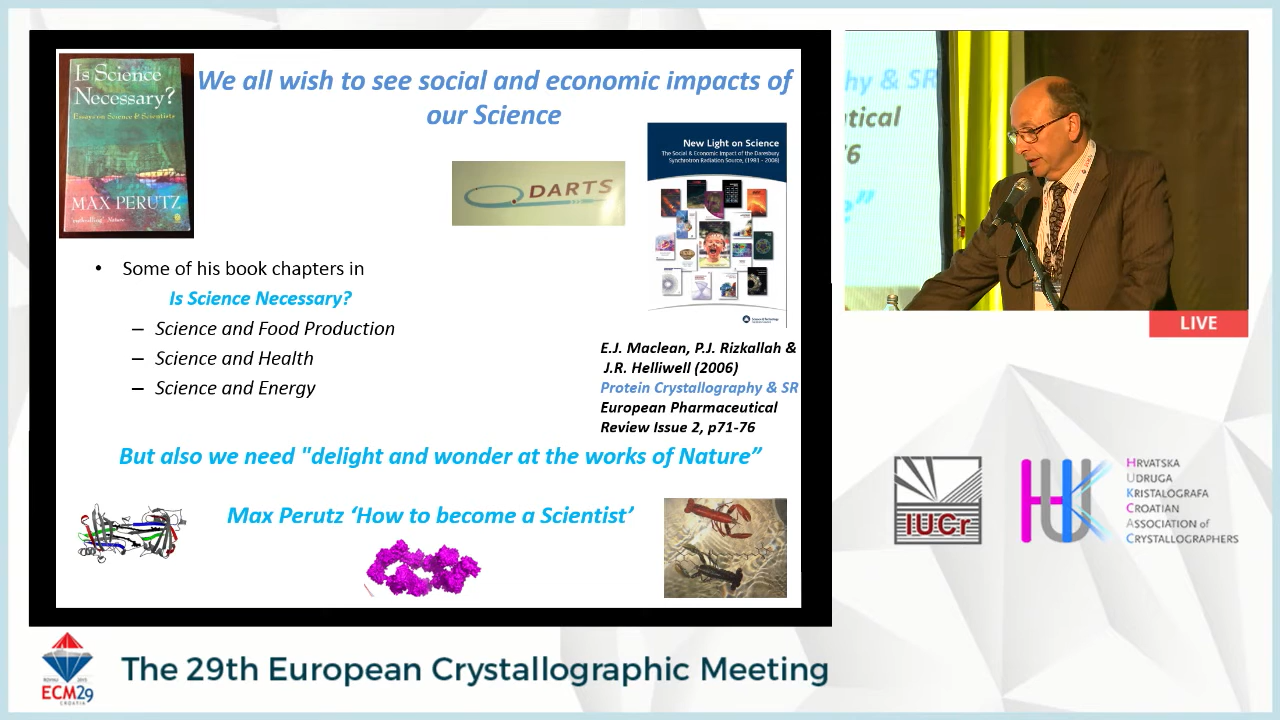 Is Science
Necessary?
Essays on Science & Scientists
MAX PERUTZ
We all wish to see social and economic impacts of
our Science
DARTS
New Light on Science
The Social & Economic Impact of the Daresbury
Synchrotron Radiation Source, (1981 - 2008)
• Some of his book chapters in
Is Science Necessary?
– Science and Food Production
– Science and Health
– Science and Energy
E.J. Maclean, P.J. Rizkallah &
J.R. Helliwell (2006)
Protein Crystallography & SR
European Pharmaceutical
Review Issue 2, p71-76
But also we need "delight and wonder at the works of Nature”
Max Perutz ‘How to become a Scientist’
hy & SR
utical
76
e”
LIVE
IUCr
HUK
HRVATSKA
UDRUGA
KRISTALOGRAFA
CROATIAN
ASSOCIATION of
CRYSTALLOGRAPHERS
ECM29
CROATIA
The 29th European Crystallographic Meeting